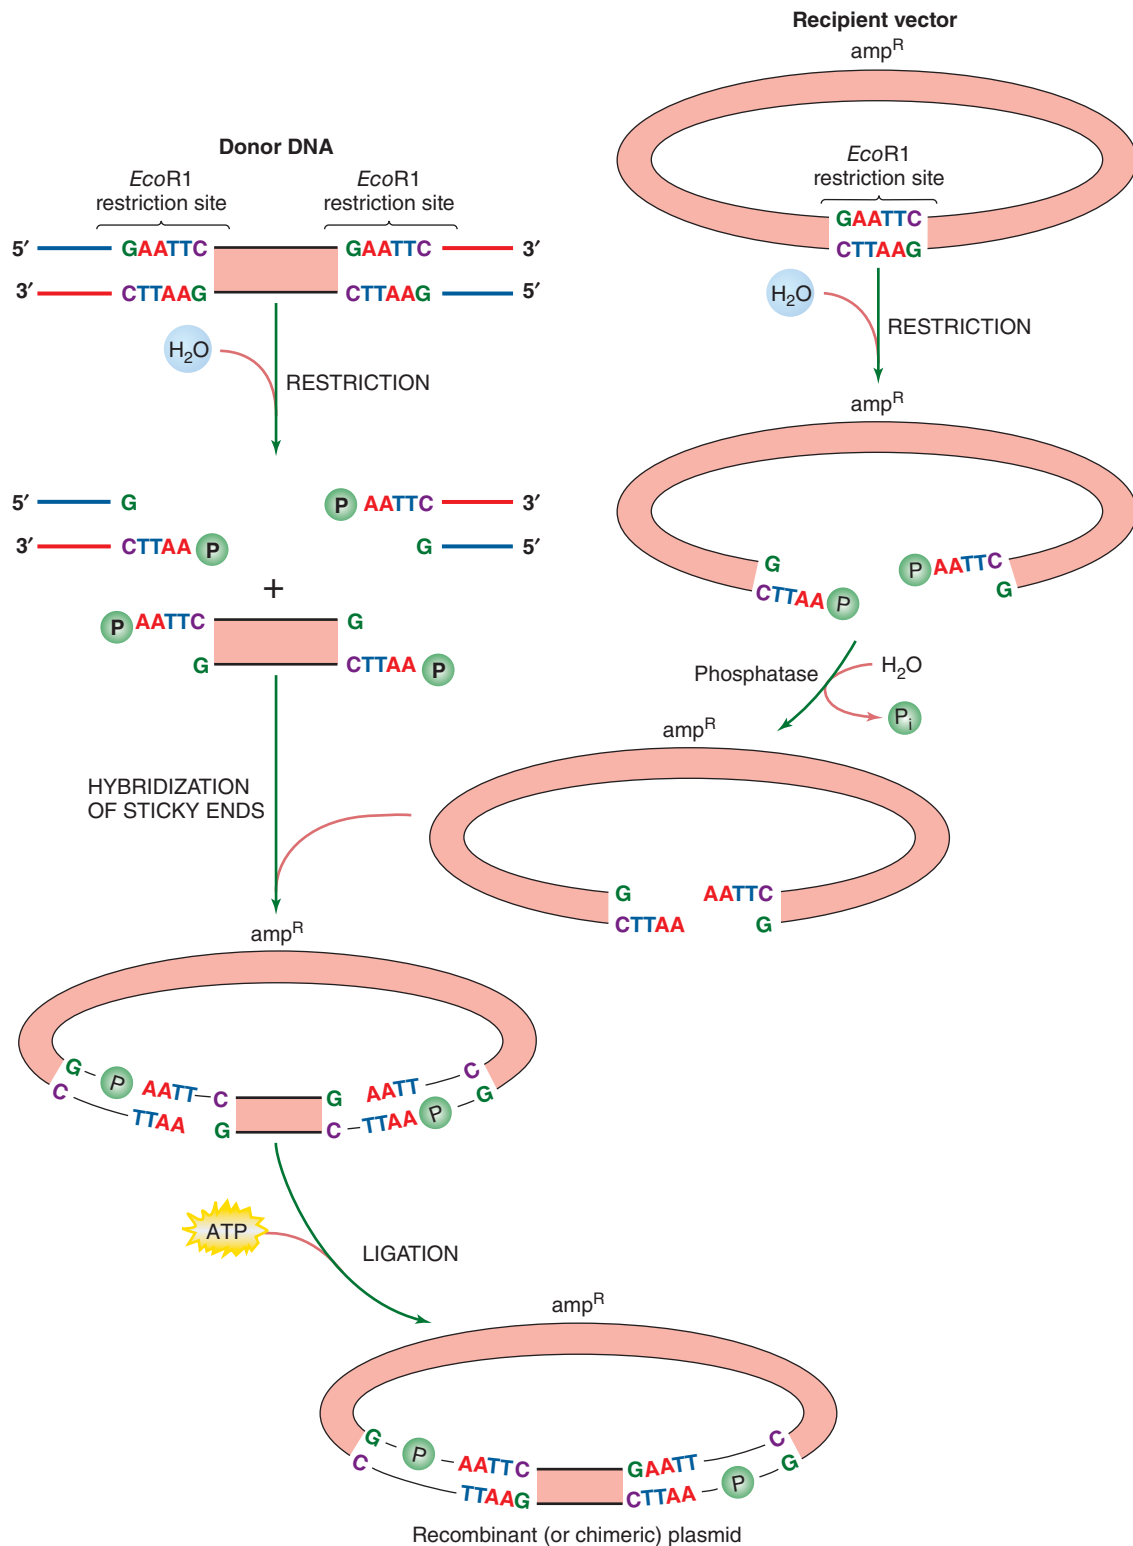 Recipient vector
ampR
EcoR1
restriction site
GAATTC
CTTAAG
H2O
RESTRICTION
Donor DNA
EcoR1
restriction site
EcoR1
restriction site
5′ GAATTC GAATTC 3′
3′ CTTAAG CTTAAG 5′
H2O
RESTRICTION
5′ G P AATTC 3′
3′ CTTAA P G 5′
+
P AATTC G
G CTTAA P
ampR
G P AATTC
CTTAA P G
Phosphatase H2O
Pi
HYBRIDIZATION
OF STICKY ENDS
ampR
G AATTC
CTTAA G
ampR
G P AATT C G AATT C
C TTAA G C TTAA P G
ATP
LIGATION
ampR
G P AATTC GAATT C
C TTAAG CTTAA P G
Recombinant (or chimeric) plasmid